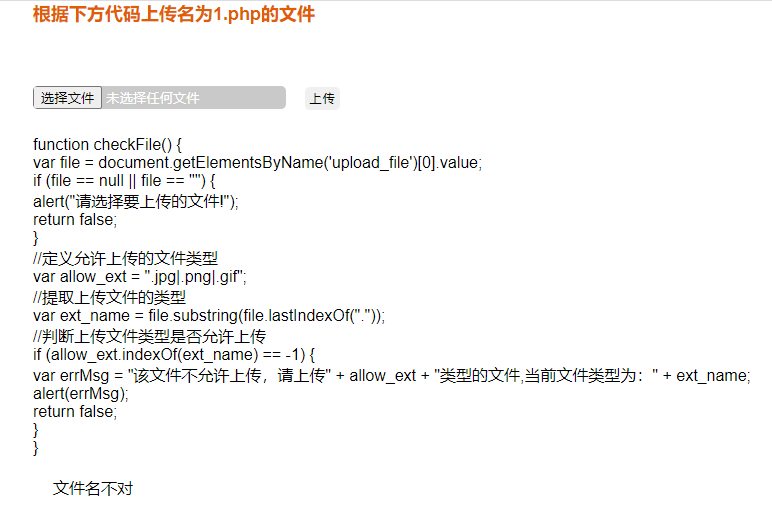 根据下方代码上传名为1.php的文件
选择文件 未选择任何文件 上传
function checkFile() {
var file = document.getElementsByName('upload_file')[0].value;
if (file == null || file == "") {
alert("请选择要上传的文件!");
return false;
}
//定义允许上传的文件类型
var allow_ext = ".jpg|.png|.gif";
//提取上传文件的类型
var ext_name = file.substring(file.lastIndexOf("."));
//判断上传文件类型是否允许上传
if (allow_ext.indexOf(ext_name) == -1) {
var errMsg = "该文件不允许上传，请上传" + allow_ext + "类型的文件,当前文件类型为：" + ext_name;
alert(errMsg);
return false;
}
}
文件名不对